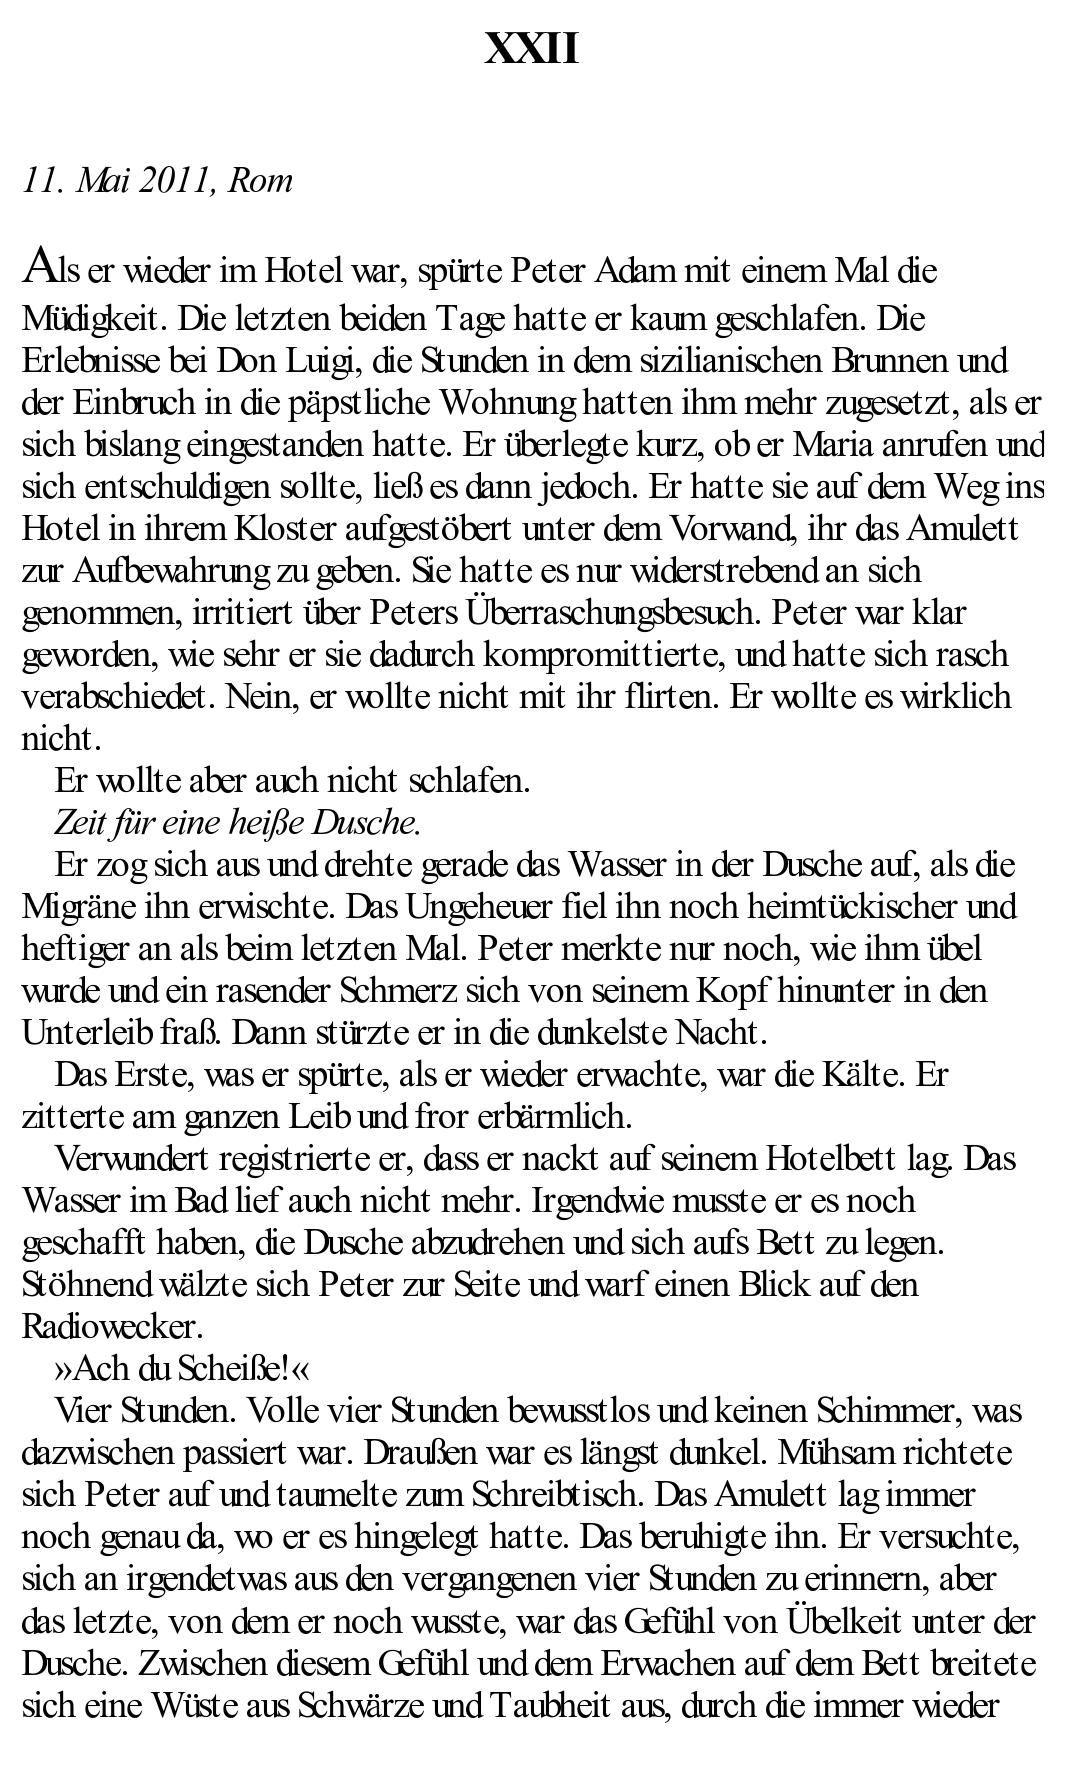 XXII
11. Mai 2011, Rom
Als er wieder im Hotel war, spürte Peter Adam mit einem Mal die
Müdigkeit. Die letzten beiden Tage hatte er kaum geschlafen. Die
Erlebnisse bei Don Luigi, die Stunden in dem sizilianischen Brunnen und
der Einbruch in die päpstliche Wohnung hatten ihm mehr zugesetzt, als er
sich bislang eingestanden hatte. Er überlegte kurz, ob er Maria anrufen und
sich entschuldigen sollte, ließ es dann jedoch. Er hatte sie auf dem Weg ins
Hotel in ihrem Kloster aufgestöbert unter dem Vorwand, ihr das Amulett
zur Aufbewahrung zu geben. Sie hatte es nur widerstrebend an sich
genommen, irritiert über Peters Überraschungsbesuch. Peter war klar
geworden, wie sehr er sie dadurch kompromittierte, und hatte sich rasch
verabschiedet. Nein, er wollte nicht mit ihr flirten. Er wollte es wirklich
nicht.
Er wollte aber auch nicht schlafen.
Zeit für eine heiße Dusche.
Er zog sich aus und drehte gerade das Wasser in der Dusche auf, als die
Migräne ihn erwischte. Das Ungeheuer fiel ihn noch heimtückischer und
heftiger an als beim letzten Mal. Peter merkte nur noch, wie ihm übel
wurde und ein rasender Schmerz sich von seinem Kopf hinunter in den
Unterleib fraß. Dann stürzte er in die dunkelste Nacht.
Das Erste, was er spürte, als er wieder erwachte, war die Kälte. Er
zitterte am ganzen Leib und fror erbärmlich.
Verwundert registrierte er, dass er nackt auf seinem Hotelbett lag. Das
Wasser im Bad lief auch nicht mehr. Irgendwie musste er es noch
geschafft haben, die Dusche abzudrehen und sich aufs Bett zu legen.
Stöhnend wälzte sich Peter zur Seite und warf einen Blick auf den
Radiowecker.
»Ach du Scheiße!«
Vier Stunden. Volle vier Stunden bewusstlos und keinen Schimmer, was
dazwischen passiert war. Draußen war es längst dunkel. Mühsam richtete
sich Peter auf und taumelte zum Schreibtisch. Das Amulett lag immer
noch genau da, wo er es hingelegt hatte. Das beruhigte ihn. Er versuchte,
sich an irgendetwas aus den vergangenen vier Stunden zu erinnern, aber
das letzte, von dem er noch wusste, war das Gefühl von Übelkeit unter der
Dusche. Zwischen diesem Gefühl und dem Erwachen auf dem Bett breitete
sich eine Wüste aus Schwärze und Taubheit aus, durch die immer wieder